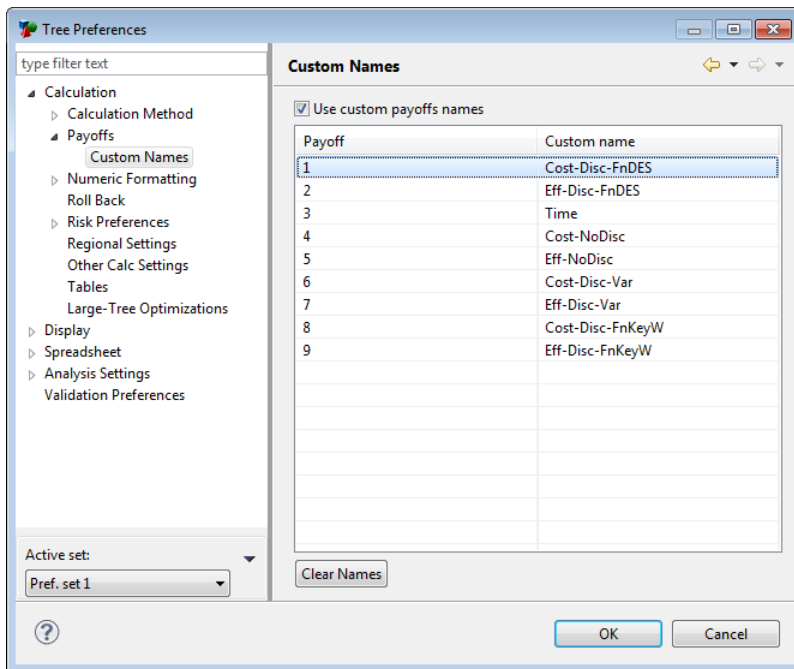 Tree Preferences
type filter text
Calculation
Calculation Method
Payoffs
Custom Names
Numeric Formatting
Roll Back
Risk Preferences
Regional Settings
Other Calc Settings
Tables
Large-Tree Optimizations
Display
Spreadsheet
Analysis Settings
Validation Preferences
Active set:
Pref. set 1
Custom Names
Use custom payoffs names
Payoff Custom name
1 Cost-Disc-FnDES
2 Eff-Disc-FnDES
3 Time
4 Cost-NoDisc
5 Eff-NoDisc
6 Cost-Disc-Var
7 Eff-Disc-Var
8 Cost-Disc-FnKeyW
9 Eff-Disc-FnKeyW
Clear Names
?
OK Cancel